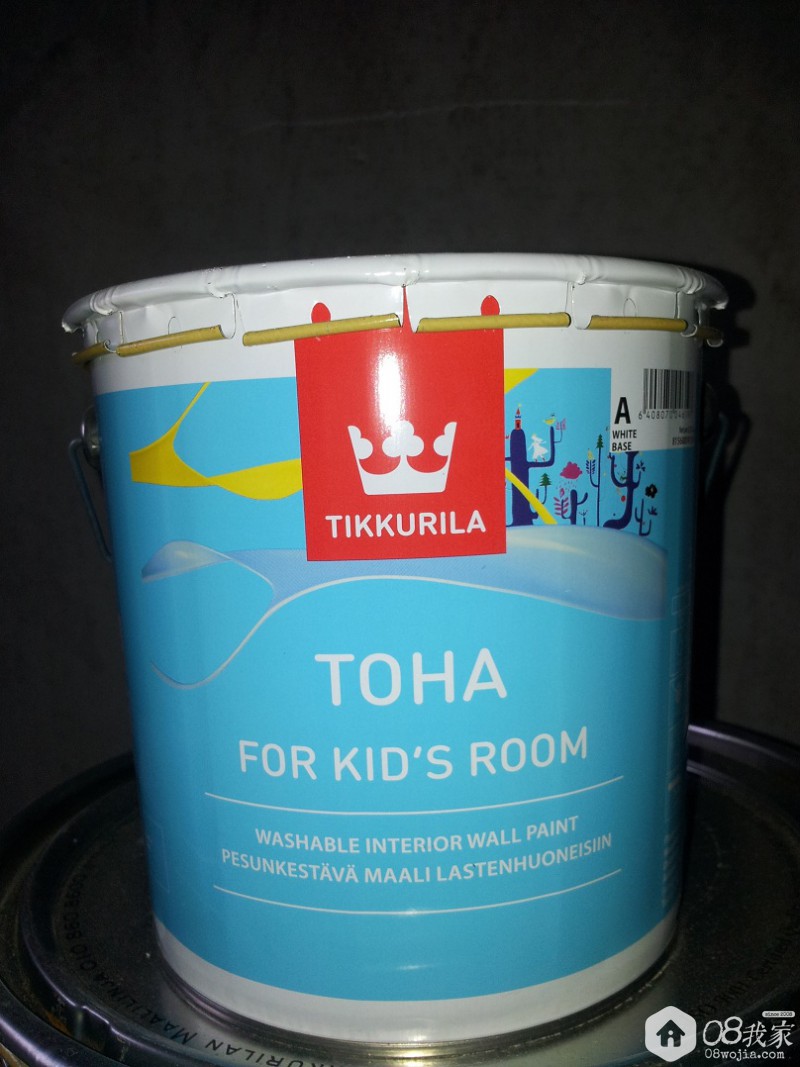 TIKKURILA
A
WHITE
BASE
TOHA
FOR KID'S ROOM
WASHABLE INTERIOR WALL PAINT
PESUNKESTÄVÄ MAALI LASTENHUONEISIIN
08我家
08wojia.com